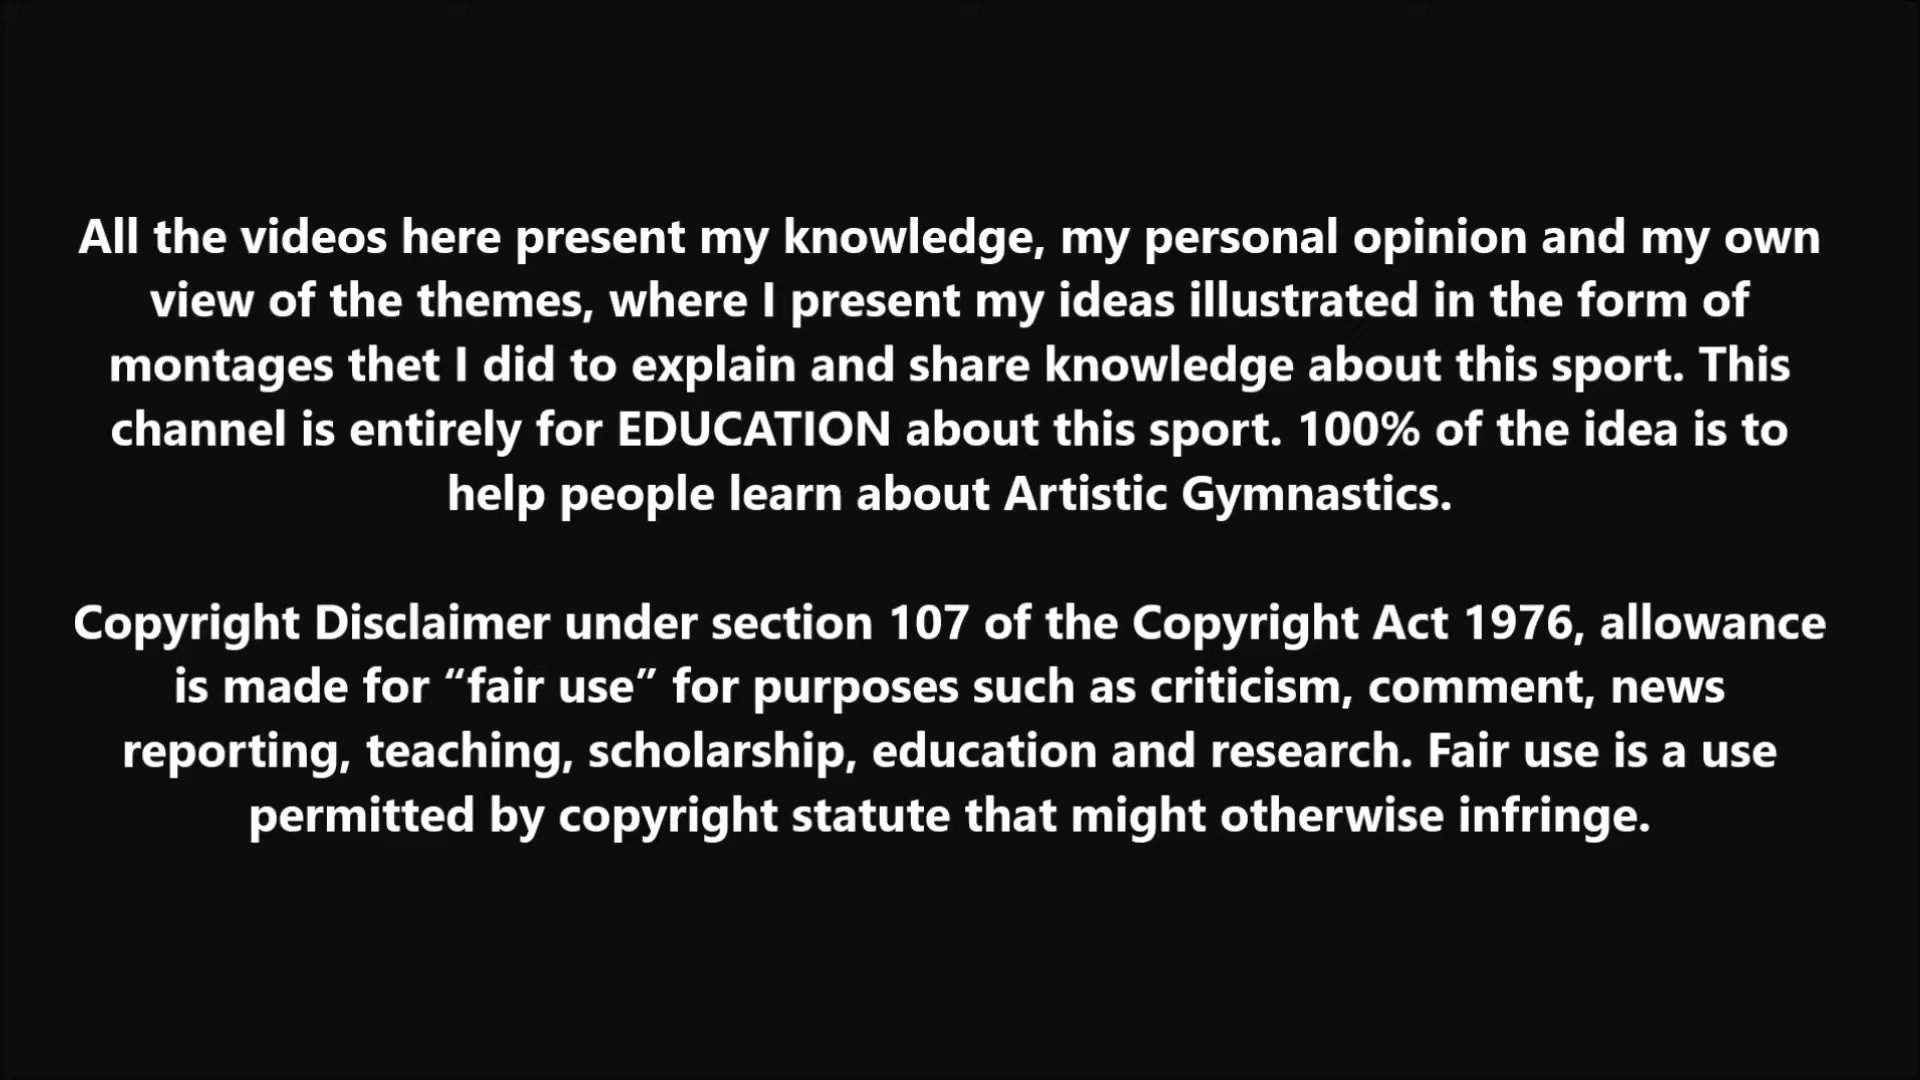 All the videos here present my knowledge, my personal opinion and my own
view of the themes, where I present my ideas illustrated in the form of
montages thet I did to explain and share knowledge about this sport. This
channel is entirely for EDUCATION about this sport. 100% of the idea is to
help people learn about Artistic Gymnastics.
Copyright Disclaimer under section 107 of the Copyright Act 1976, allowance
is made for “fair use” for purposes such as criticism, comment, news
reporting, teaching, scholarship, education and research. Fair use is a use
permitted by copyright statute that might otherwise infringe.